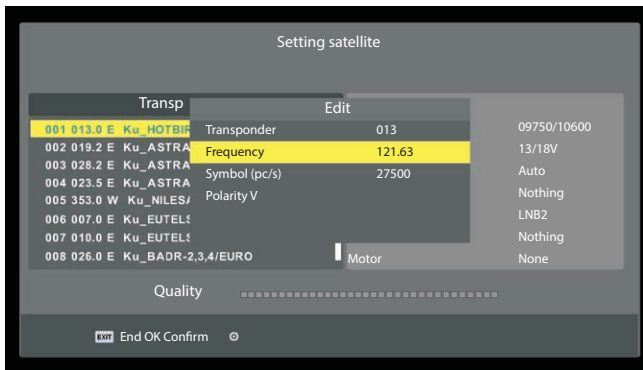 Setting satellite
Transp
Edit
001 013.0 E Ku_HOTBIR
Transponder 013
09750/10600
002 019.2 E Ku_ASTRA
Frequency 121.63
13/18V
003 028.2 E Ku_ASTRA
Symbol (pc/s) 27500
Auto
004 023.5 E Ku_ASTRA
Polarity V
Nothing
005 353.0 W Ku_NILESA
LNB2
006 007.0 E Ku_EUTELS
Nothing
007 010.0 E Ku_EUTELS
008 026.0 E Ku_BADR-2,3,4/EURO
Motor None
Quality
EXIT End OK Confirm